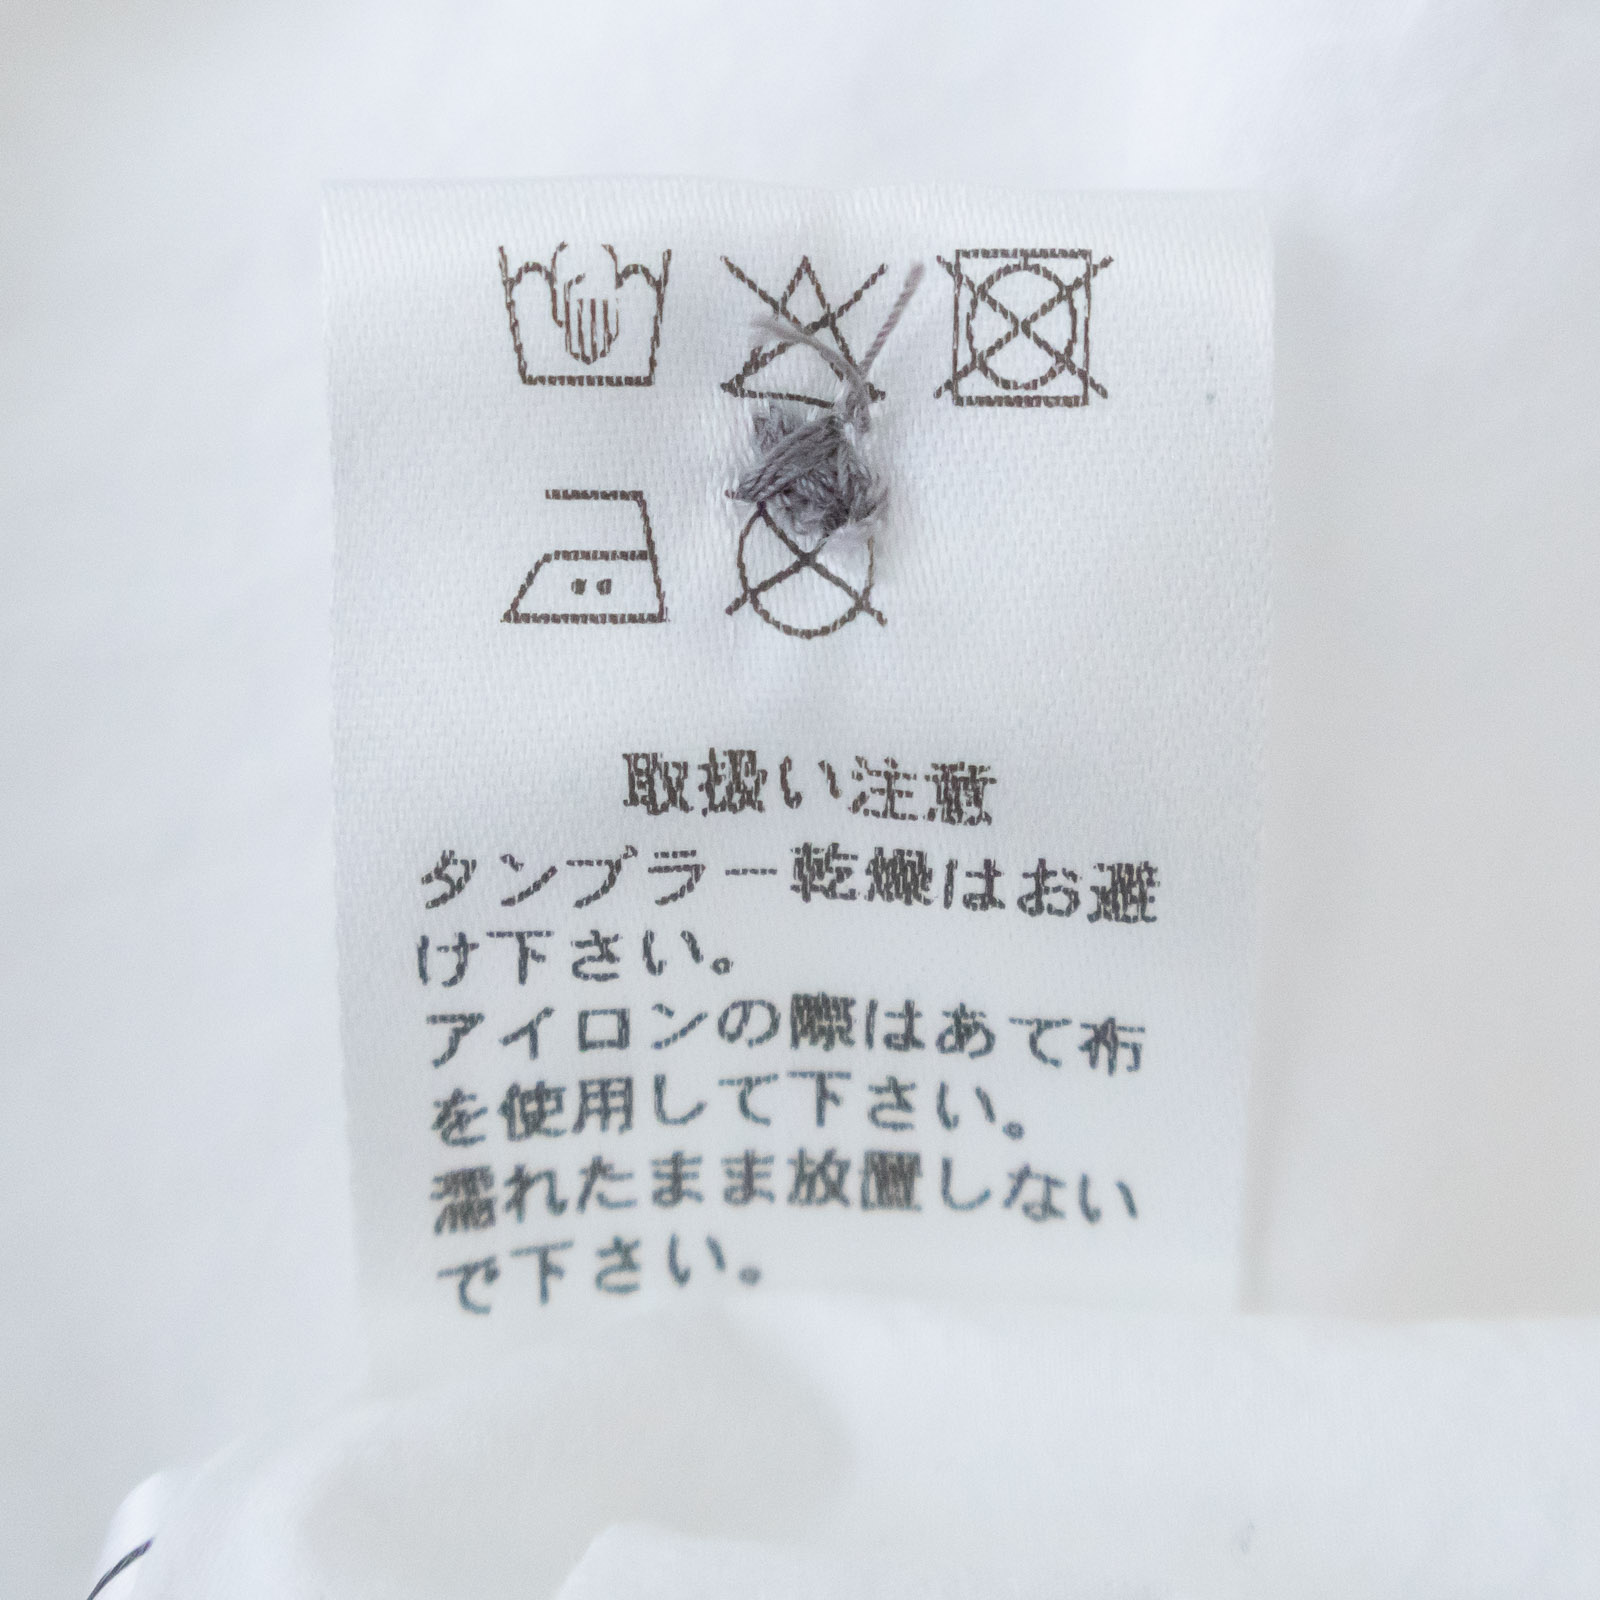 取扱い注意
タンブラー乾燥はお避
け下さい。
アイロンの際はあて布
を使用して下さい。
濡れたまま放置しない
で下さい。